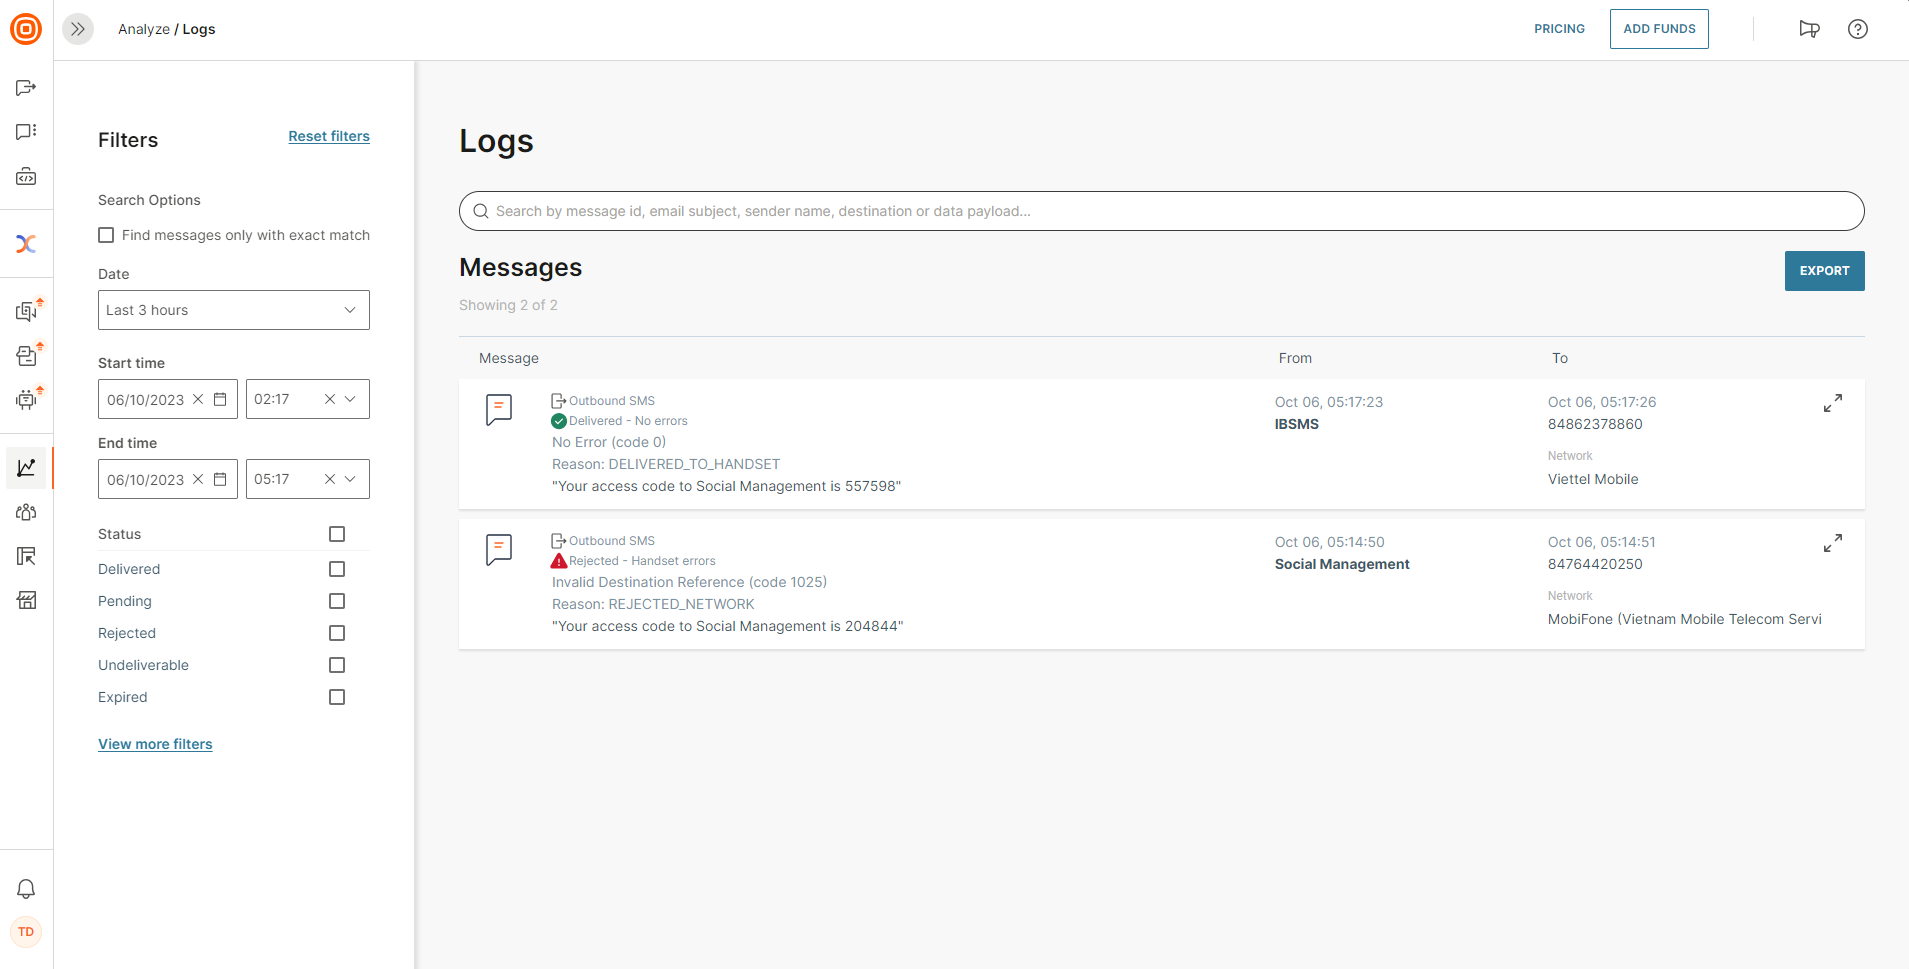 Analyze / Logs
PRICING
ADD FUNDS
Filters
Reset filters
Search Options
Find messages only with exact match
Date
Last 3 hours
Start time
06/10/2023
02:17
End time
06/10/2023
05:17
Status
Delivered
Pending
Rejected
Undeliverable
Expired
View more filters
TD
Logs
Search by message id, email subject, sender name, destination or data payload...
Messages
EXPORT
Showing 2 of 2
Message
From
To
Outbound SMS
Delivered - No errors
No Error (code 0)
Reason: DELIVERED_TO_HANDSET
"Your access code to Social Management is 557598"
Oct 06, 05:17:23
IBSMS
Oct 06, 05:17:26
84862378860
Network
Viettel Mobile
Outbound SMS
Rejected - Handset errors
Invalid Destination Reference (code 1025)
Reason: REJECTED_NETWORK
"Your access code to Social Management is 204844"
Oct 06, 05:14:50
Social Management
Oct 06, 05:14:51
84764420250
Network
MobiFone (Vietnam Mobile Telecom Servi